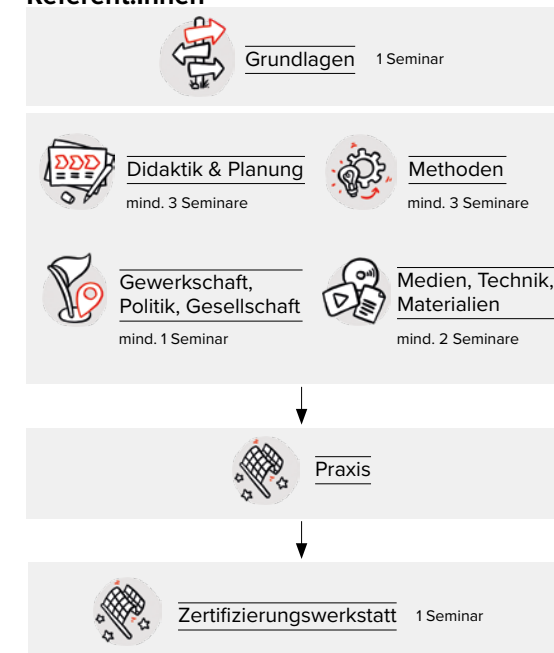 Referent:innen
Grundlagen 1 Seminar
Didaktik & Planung
mind. 3 Seminare
Methoden
mind. 3 Seminare
Gewerkschaft,
Politik, Gesellschaft
mind. 1 Seminar
Medien, Technik,
Materialien
mind. 2 Seminare
Praxis
Zertifizierungswerkstatt 1 Seminar